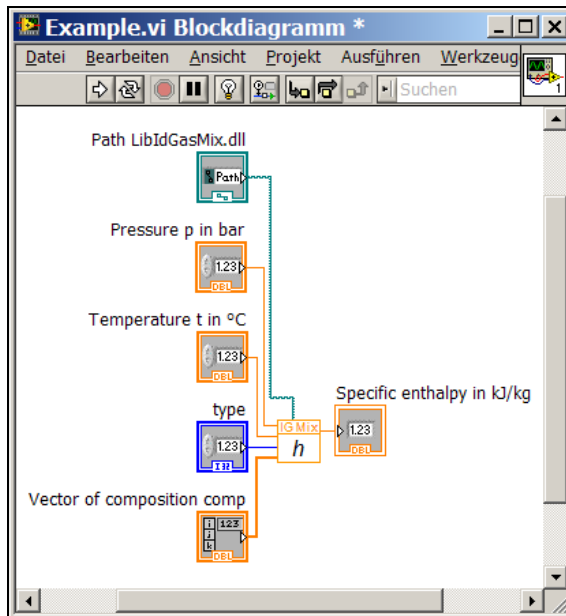 Example.vi Blockdiagramm *
Datei Bearbeiten Ansicht Projekt Ausführen Werkzeug
Suchen
1
Path LibIdGasMix.dll
Path
Pressure p in bar
1.23
DBL
Temperature t in °C
1.23
DBL
Specific enthalpy in kJ/kg
type
IG Mix
1.23
1.23
h
DBL
I32
Vector of composition comp
i
123
j
k
DBL